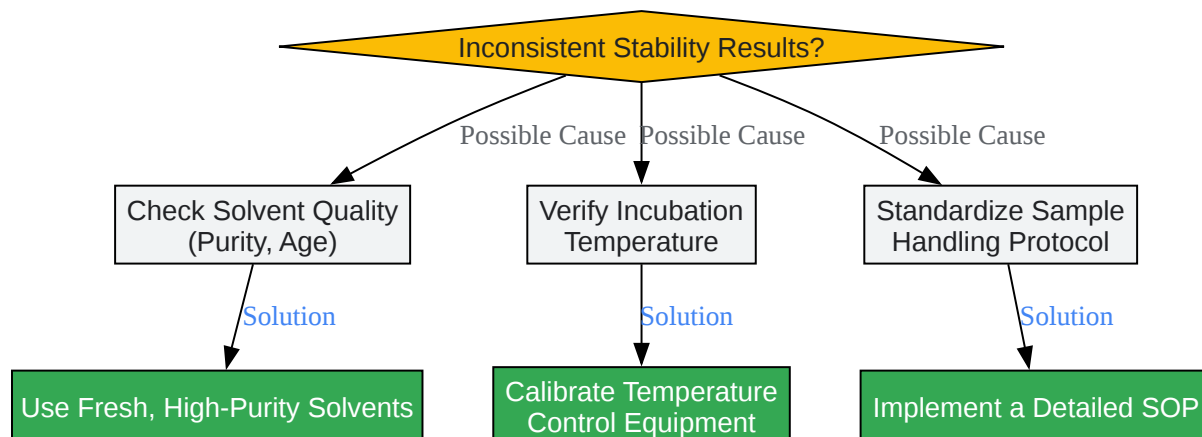 Inconsistent Stability Results?
Possible Cause
Possible Cause
Possible Cause
Check Solvent Quality
(Purity, Age)
Verify Incubation
Temperature
Standardize Sample
Handling Protocol
Solution
Solution
Solution
Use Fresh, High-Purity Solvents
Calibrate Temperature
Control Equipment
Implement a Detailed SOP